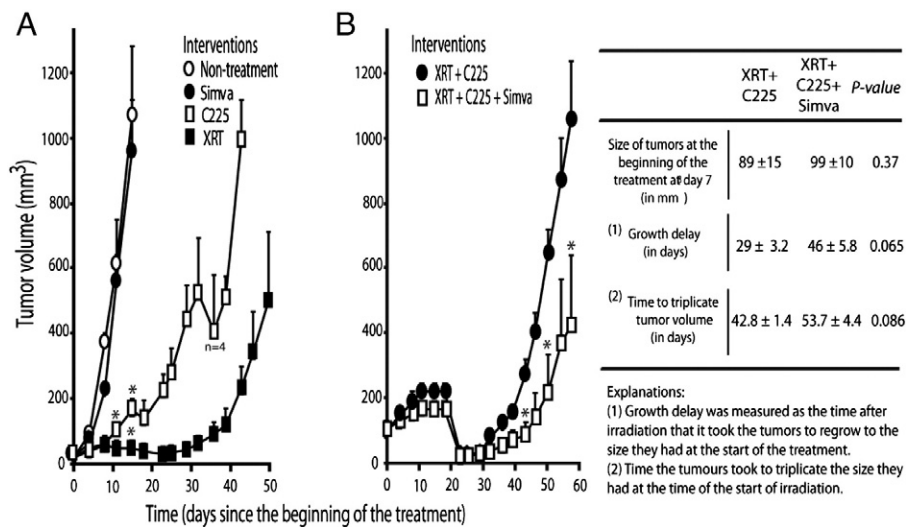 A
Interventions
Non-treatment
Simva
C225
XRT
Tumor volume (mm3)
1200
1000
800
600
400
200
0
* *
*
n=4
0 10 20 30 40 50
B
Interventions
XRT + C225
XRT + C225 + Simva
1200
1000
800
600
400
200
0
* * *
0 10 20 30 40 50 60
Time (days since the beginning of the treatment)
XRT+ C225 XRT+ C225+ Simva P-value
Size of tumors at the
beginning of the
treatment at day 7
(in mm )
89 ±15 99 ±10 0.37
(1) Growth delay
(in days)
29 ± 3.2 46 ± 5.8 0.065
(2) Time to triplicate
tumor volume
(in days)
42.8 ± 1.4 53.7 ± 4.4 0.086
Explanations:
(1) Growth delay was measured as the time after
irradiation that it took the tumors to regrow to the
size they had at the start of the treatment.
(2) Time the tumours took to triplicate the size they
had at the time of the start of irradiation.